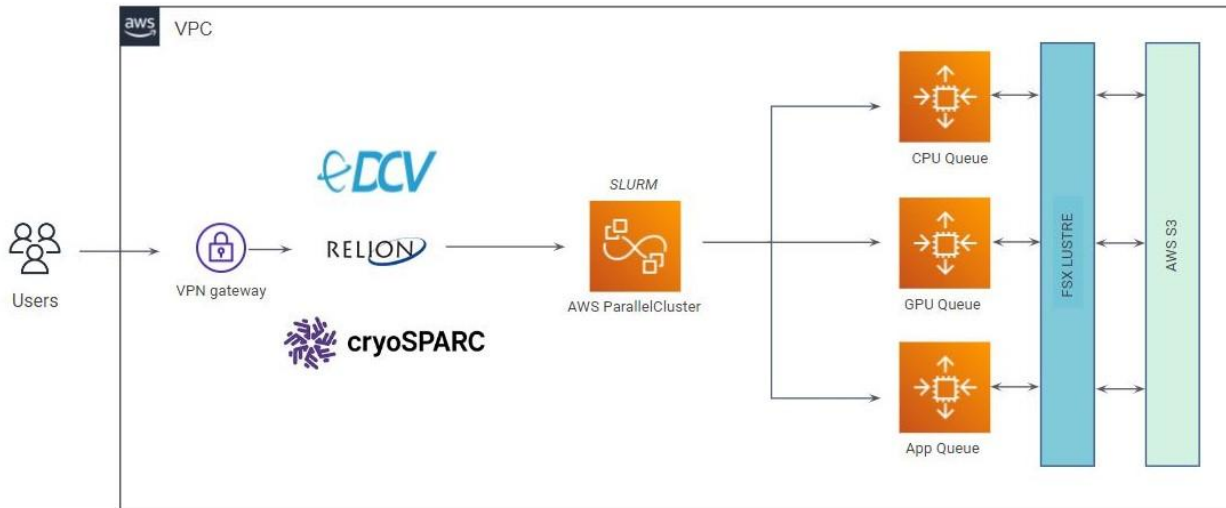 aws
VPC
DCV
RELION
cryoSPARC
Users
VPN gateway
SLURM
AWS ParallelCluster
CPU Queue
GPU Queue
App Queue
FSX LUSTRE
AWS S3